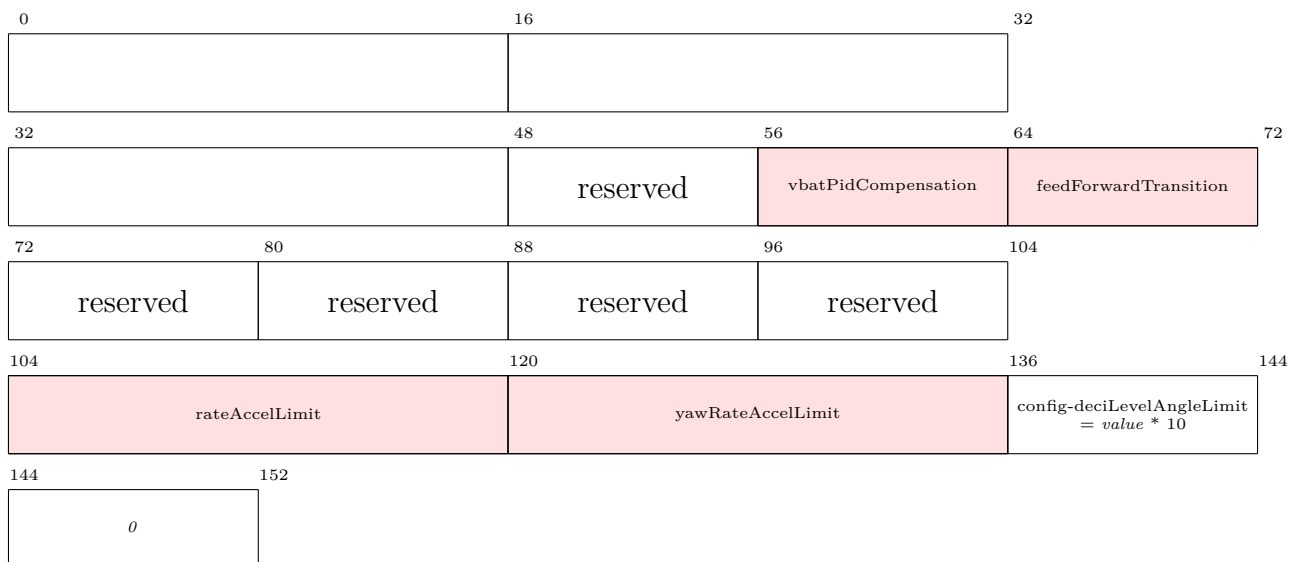 0 16 32
32 48 56 64 72
reserved vbatPidCompensation feedForwardTransition
72 80 88 96 104
reserved reserved reserved reserved
104 120 136 144
rateAccelLimit yawRateAccelLimit config-deciLevelAngleLimit
= value * 10
144 152
0